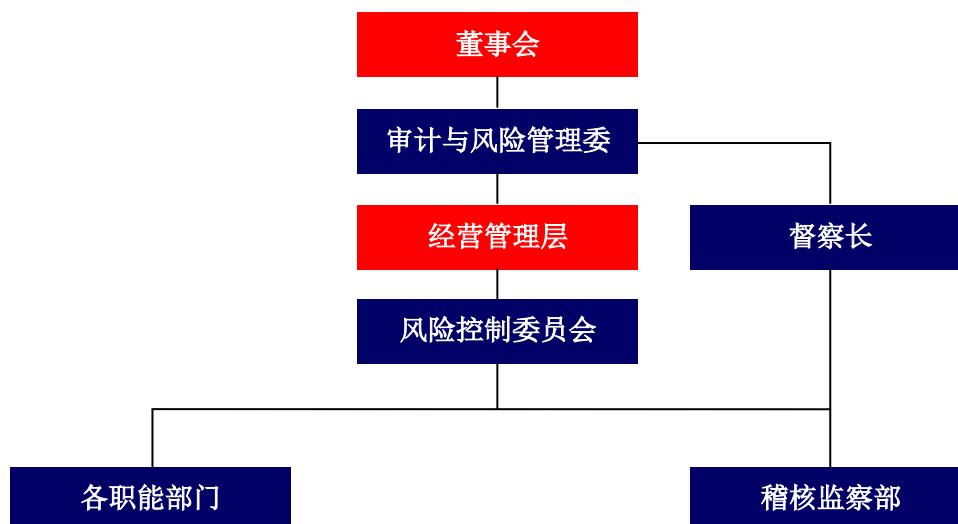 董事会
审计与风险管理委
经营管理层
督察长
风险控制委员会
各职能部门
稽核监察部